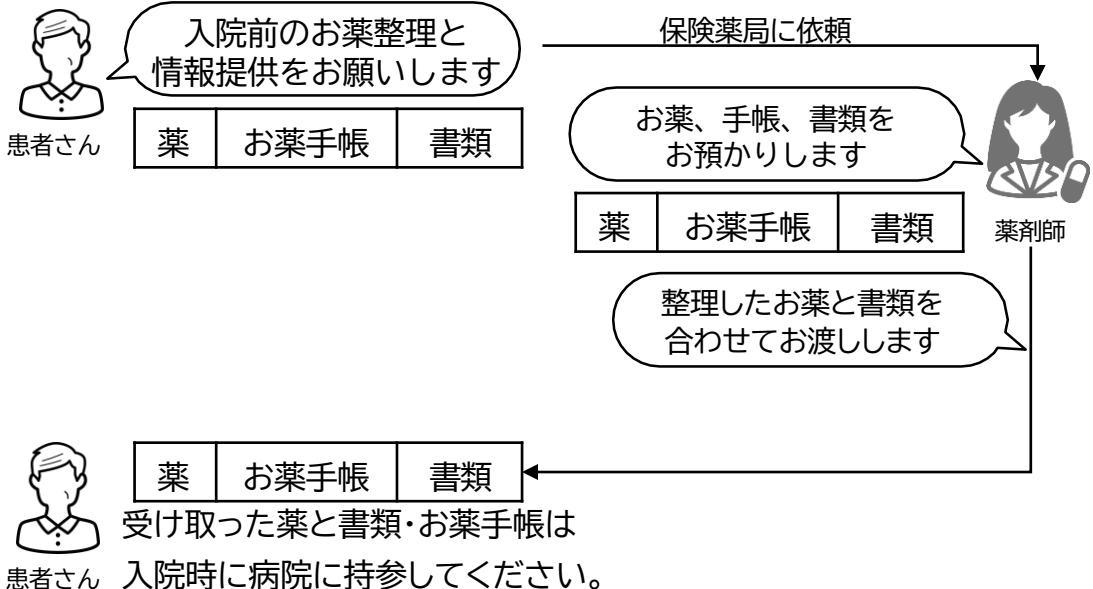 入院前のお薬整理と
情報提供をお願いします
保険薬局に依頼
患者さん
薬 お薬手帳 書類
お薬、手帳、書類を
お預かりします
薬 お薬手帳 書類
薬剤師
整理したお薬と書類を
合わせてお渡しします
薬 お薬手帳 書類
受け取った薬と書類・お薬手帳は
患者さん
入院時に病院に持参してください。